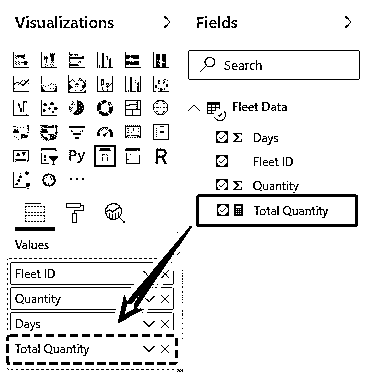 Visualizations
Fields
Search
Fleet Data
Days
Fleet ID
Quantity
Total Quantity
Py
R
Values
Fleet ID
Quantity
Days
Total Quantity